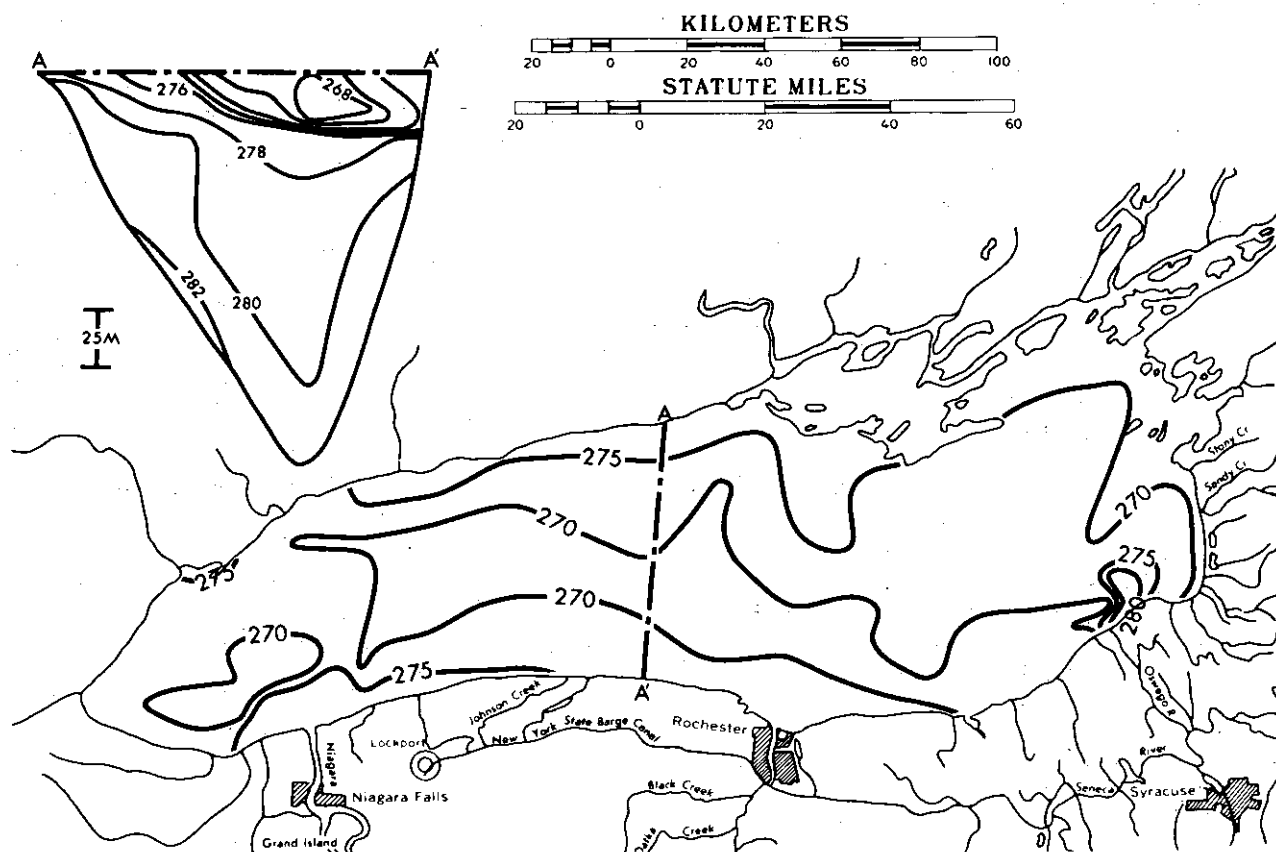 KILOMETERS
20 0 20 40 60 80 100
STATUTE MILES
20 0 20 40 60
A A'
276
268
278
282
280
25M
A
275
270
275
270
270
275
280
270
275
A'
Stony Cr
Sandy Cr
Oswego
River
Seneca
Syracuse
Rochester
Johnson Creek
New York State Barge Canal
Lockport
Niagara
Niagara Falls
Grand Island
Black Creek
Oatka Creek